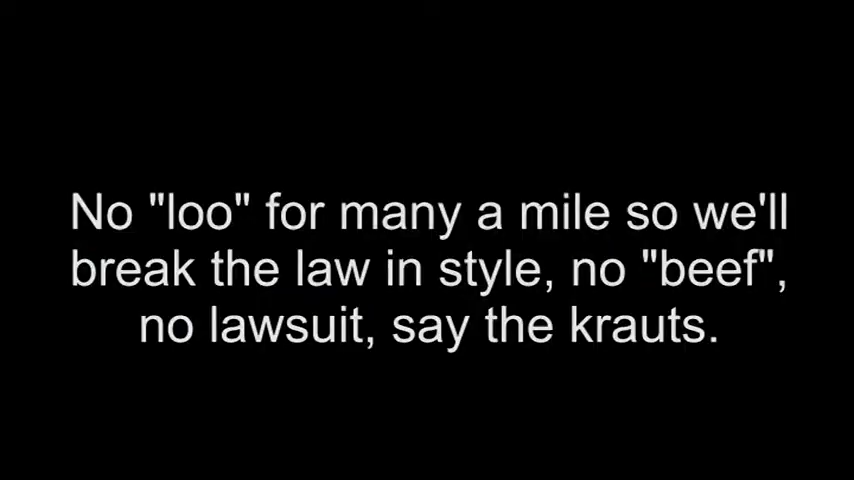 No "loo" for many a mile so we'll
break the law in style, no "beef",
no lawsuit, say the krauts.